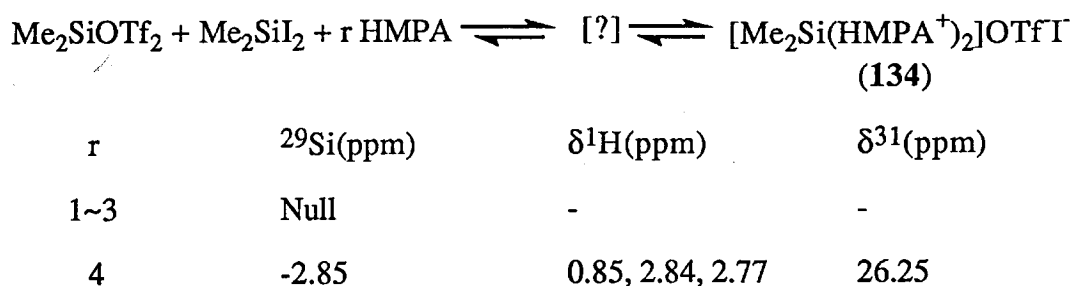 Me₂SiOTf₂ + Me₂SiI₂ + r HMPA ⇌ [?] ⇌ [Me₂Si(HMPA⁺)₂]OTf⁻I⁻
(134)
r ²⁹Si(ppm) δ¹H(ppm) δ³¹(ppm)
1~3 Null - -
4 -2.85 0.85, 2.84, 2.77 26.25